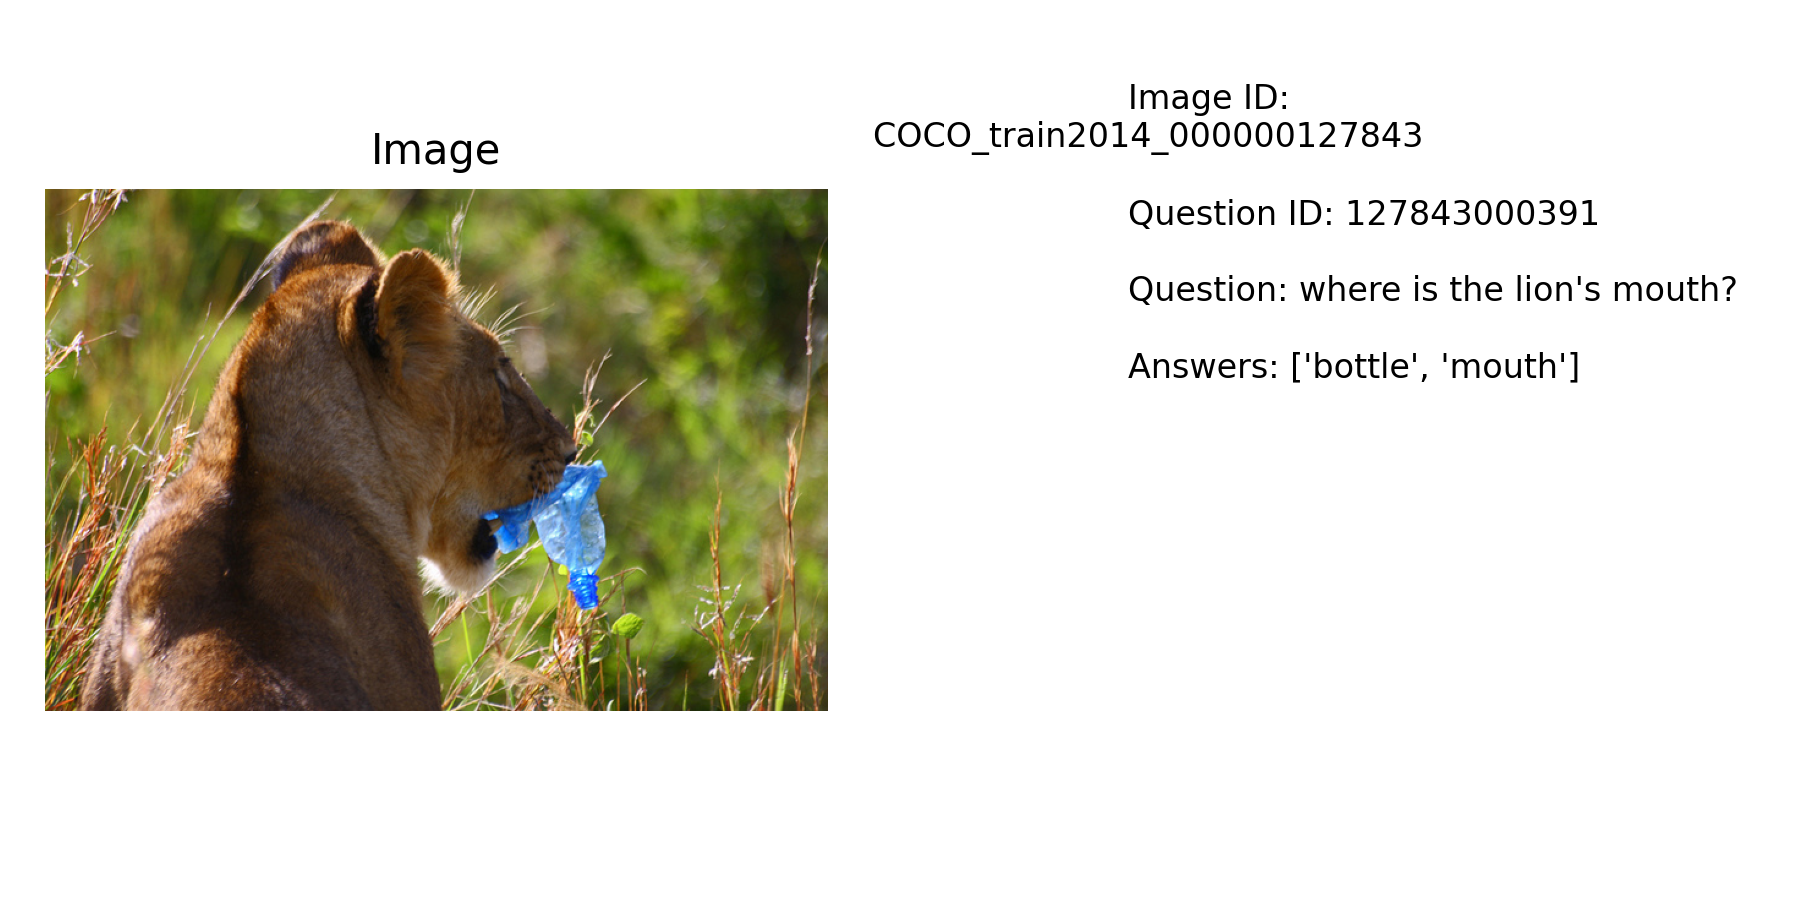 Image
Image ID:
COCO_train2014_000000127843
Question ID: 127843000391
Question: where is the lion's mouth?
Answers: ['bottle', 'mouth']